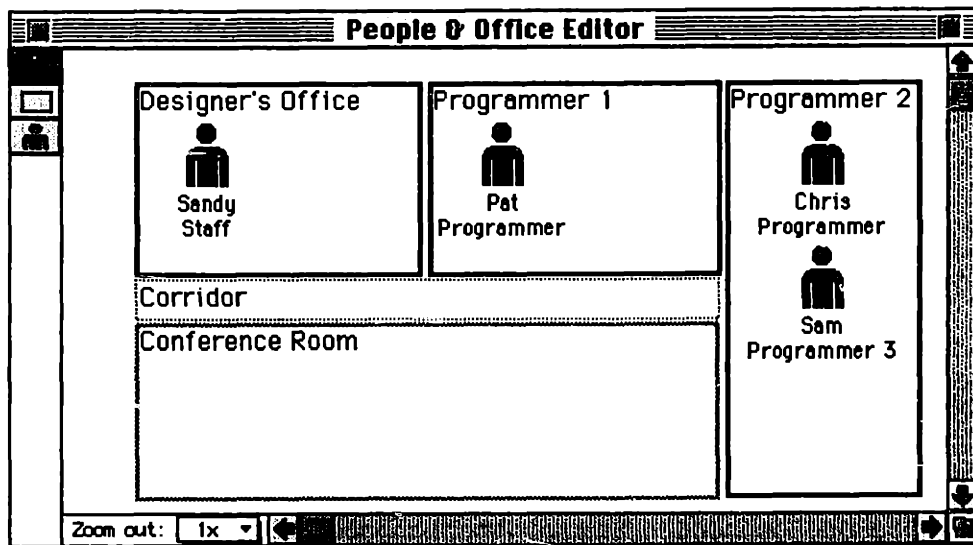 People & Office Editor
Designer's Office
Programmer 1
Programmer 2
Sandy
Staff
Pat
Programmer
Chris
Programmer
Sam
Programmer 3
Corridor
Conference Room
Zoom out: 1x